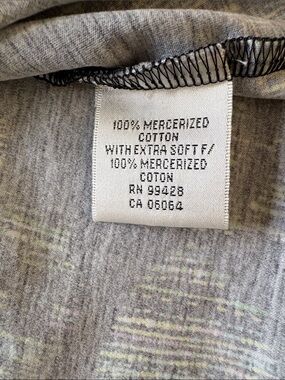 100% MERCERIZED
COTTON
WITH EXTRA SOFT F/
100% MERCERIZED
COTON
RN 99428
CA 06064